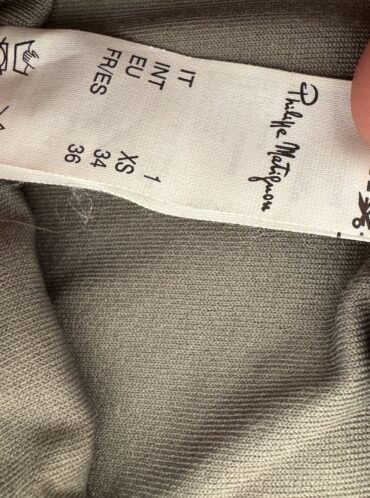 Philippe Matignon
IT 1
INT XS
EU 34
FR/ES 36